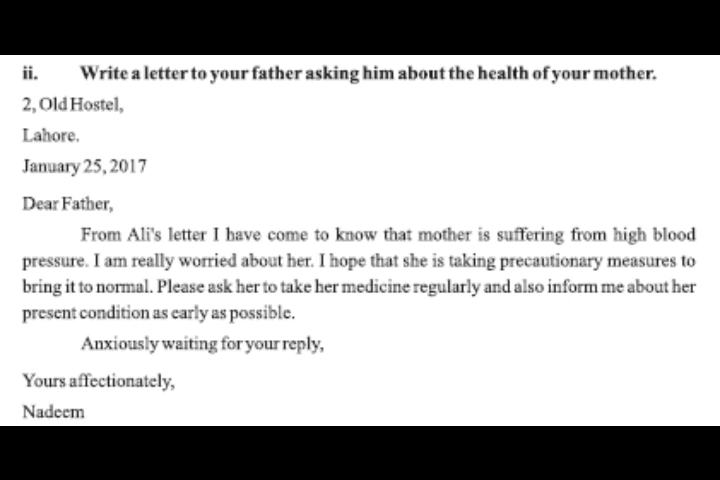 ii. Write a letter to your father asking him about the health of your mother.
2, Old Hostel,
Lahore.
January 25, 2017
Dear Father,
From Ali's letter I have come to know that mother is suffering from high blood
pressure. I am really worried about her. I hope that she is taking precautionary measures to
bring it to normal. Please ask her to take her medicine regularly and also inform me about her
present condition as early as possible.
Anxiously waiting for your reply,
Yours affectionately,
Nadeem